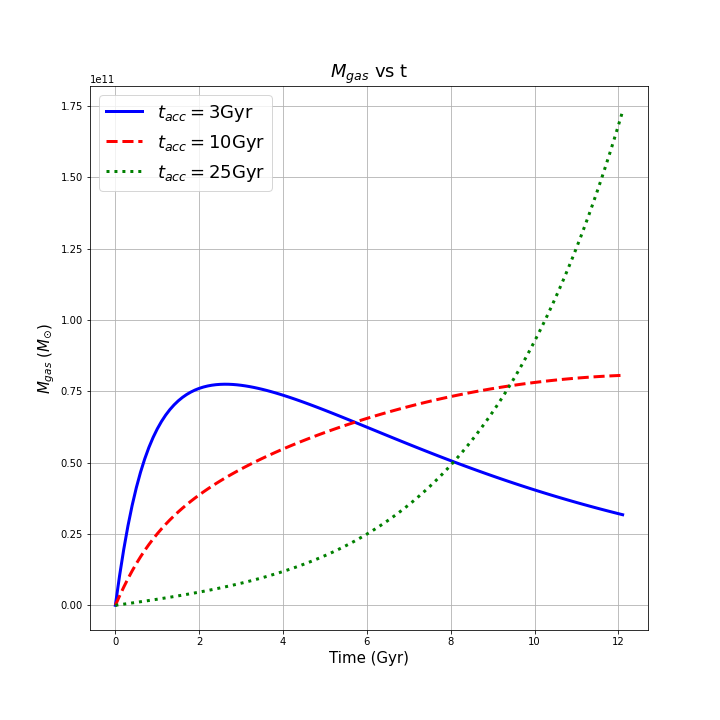 M_gas vs t
1e11
t_acc = 3Gyr
t_acc = 10Gyr
t_acc = 25Gyr
1.75
1.50
1.25
1.00
0.75
0.50
0.25
0.00
M_gas (M_⊙)
0 2 4 6 8 10 12
Time (Gyr)